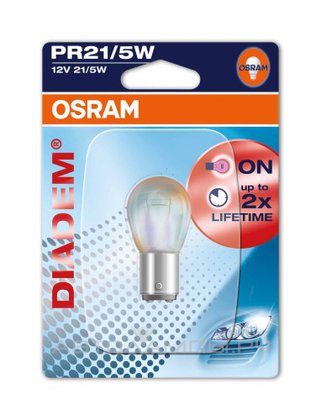 PR21/5W
12V 21/5W
OSRAM
OSRAM
DIADEM®
ON
up to
2x
LIFETIME